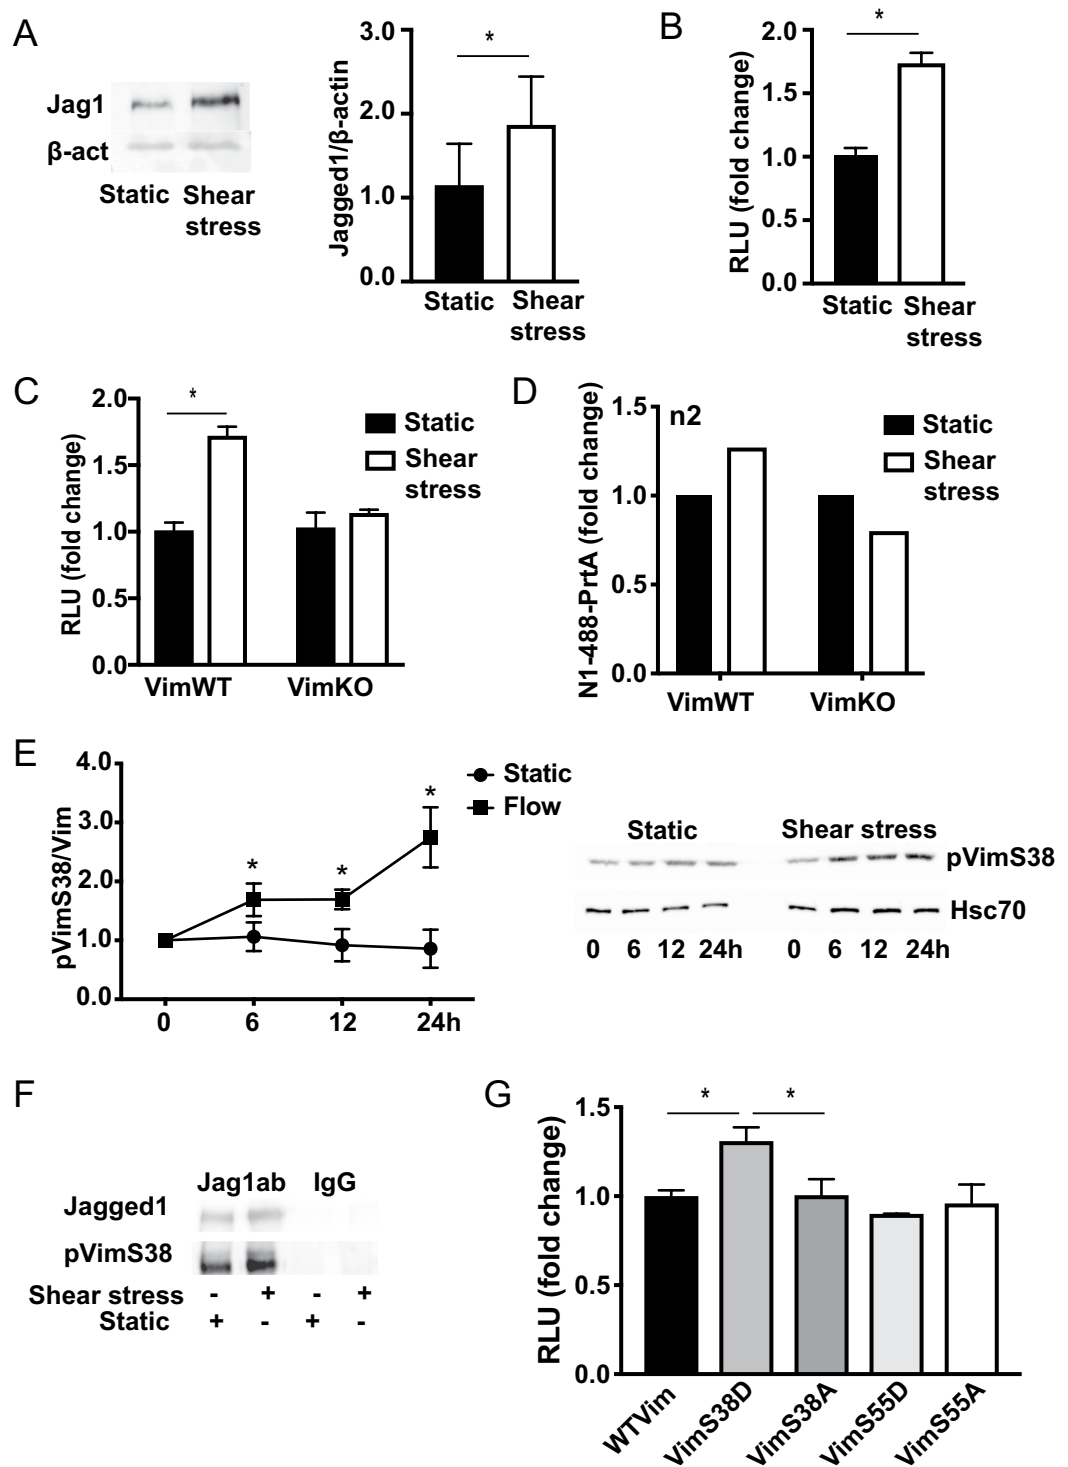 A
Jag1
β-act
Static Shear
stress
Jagged1/β-actin
3.0
2.0
1.0
0.0
*
Static Shear
stress
B
RLU (fold change)
2.0
1.5
1.0
0.5
0.0
*
Static Shear
stress
C
RLU (fold change)
2.0
1.5
1.0
0.5
0.0
*
Static
Shear
stress
VimWT VimKO
D
N1-488-PrtA (fold change)
1.5
1.0
0.5
0.0
n2
Static
Shear
stress
VimWT VimKO
E
pVimS38/Vim
4.0
3.0
2.0
1.0
0.0
* * *
Static
Flow
0 6 12 24h
Static Shear stress
pVimS38
Hsc70
0 6 12 24h 0 6 12 24h
F
Jag1ab IgG
Jagged1
pVimS38
Shear stress - + - +
Static + - + -
G
RLU (fold change)
1.5
1.0
0.5
0.0
* *
WTVim
VimS38D
VimS38A
VimS55D
VimS55A